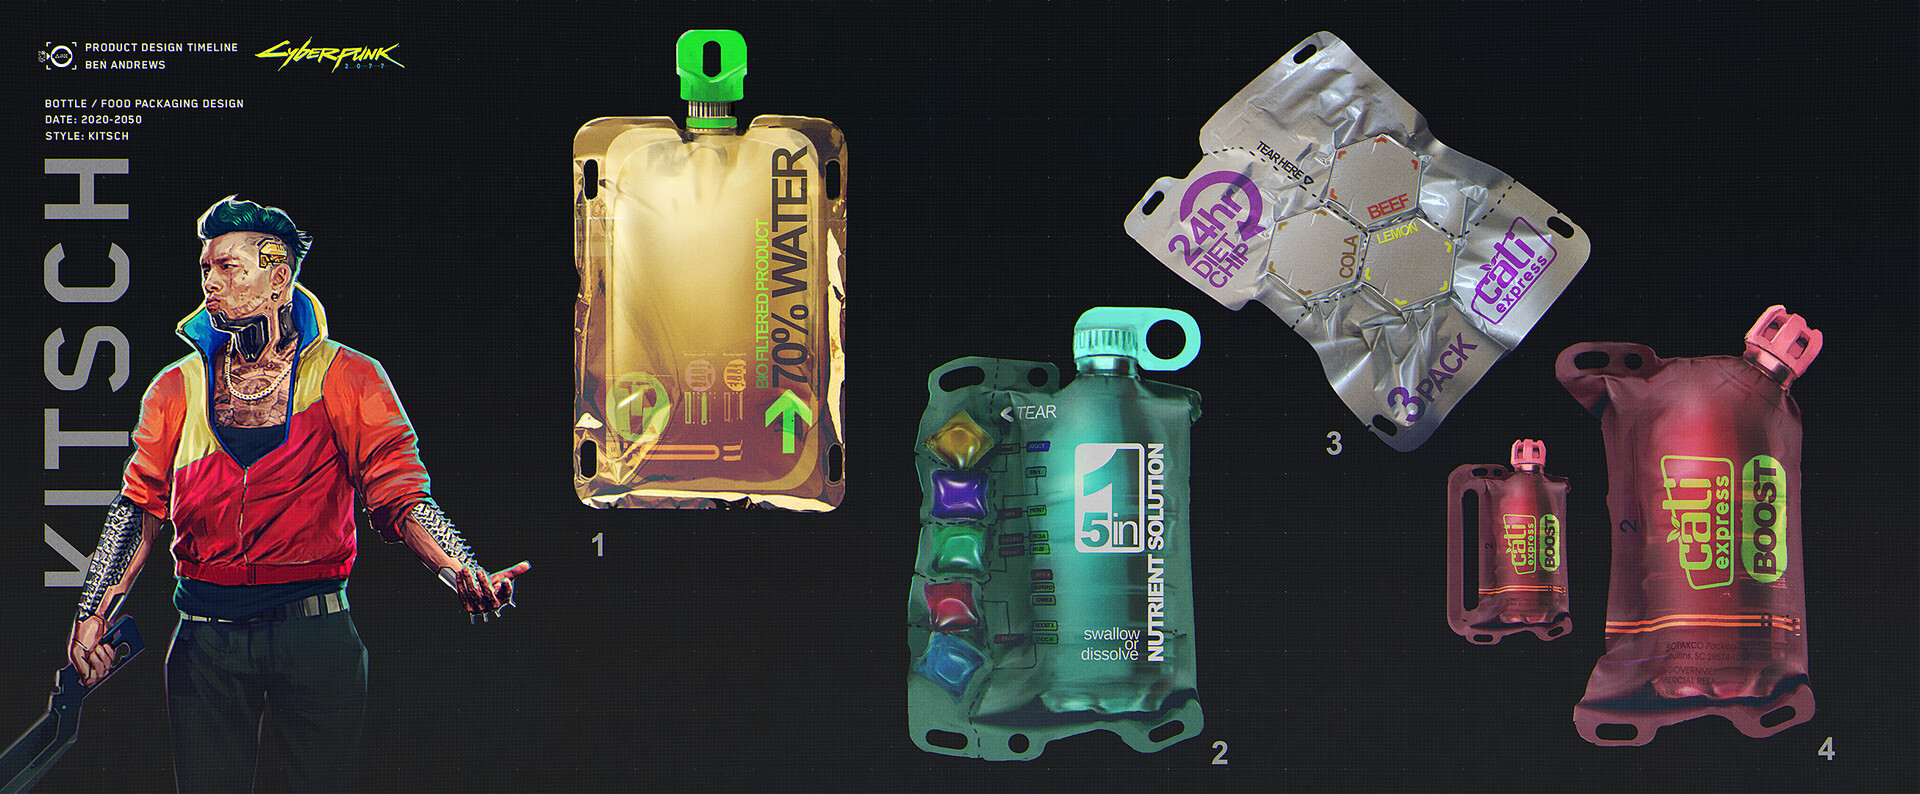 PRODUCT DESIGN TIMELINE
BEN ANDREWS
CYBERPUNK
2077
BOTTLE / FOOD PACKAGING DESIGN
DATE: 2020-2050
STYLE: KITSCH
KITSCH
BIO FILTERED PRODUCT
70% WATER
1
< TEAR
1
5in
NUTRIENT SOLUTION
swallow
or
dissolve
2
TEAR HERE
24hr
DIET
CHIP
BEEF
COLA
LEMON
cati
express
3 PACK
3
cati
express
BOOST
2
cati
express
BOOST
2
4